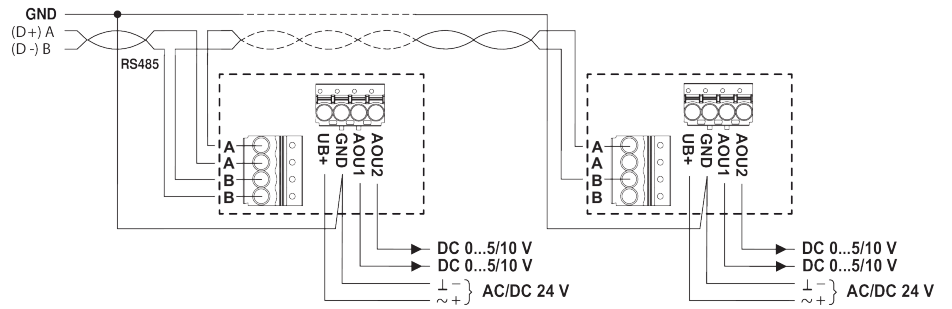 GND
(D+) A
(D -) B
RS485
UB+ GND AOU1 AOU2
A
A
B
B
DC 0...5/10 V
DC 0...5/10 V
⊥ −
~ + } AC/DC 24 V
UB+ GND AOU1 AOU2
A
A
B
B
DC 0...5/10 V
DC 0...5/10 V
⊥ −
~ + } AC/DC 24 V